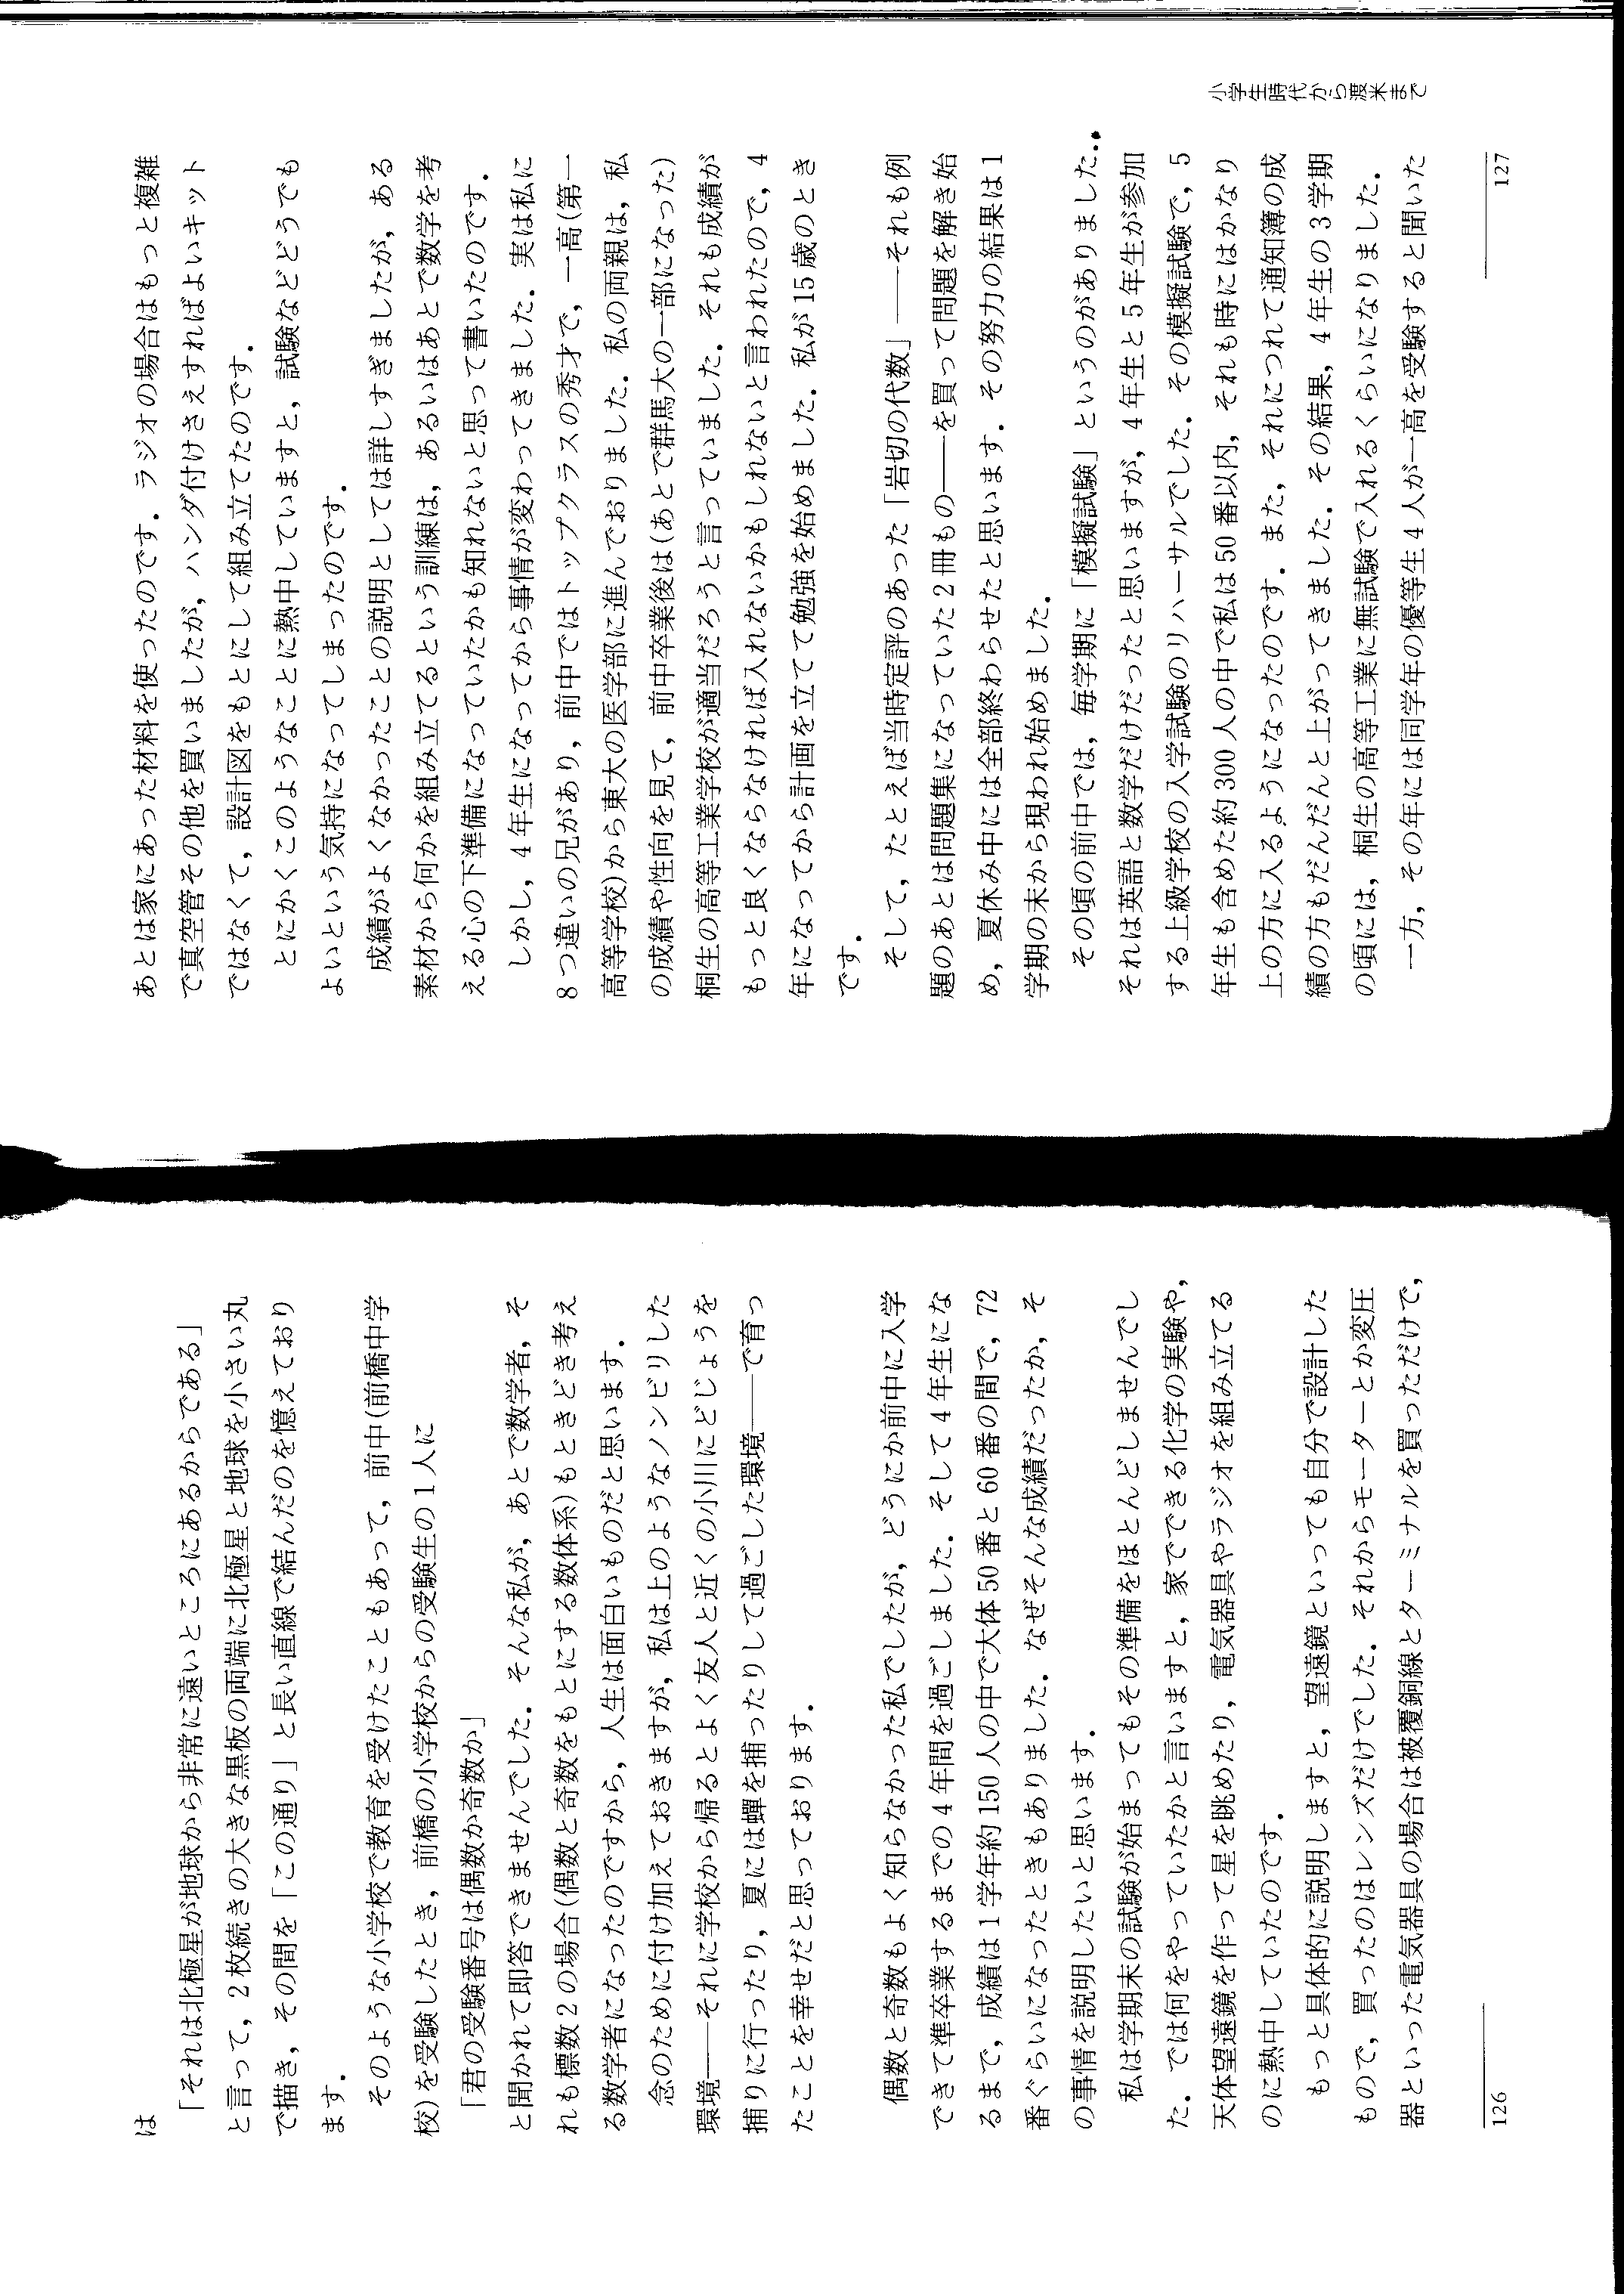 は
「それは北極星が地球から非常に遠いところにあるからである」
と言って，2枚続きの大きな黒板の両端に北極星と地球を小さい丸
で描き，その間を「この通り」と長い直線で結んだのを憶えており
ます．
そのような小学校で教育を受けたこともあって，前中(前橋中学
校)を受験したとき，前橋の小学校からの受験生の1人に
「君の受験番号は偶数か奇数か」
と聞かれて即答できませんでした．そんな私が，あとで数学者，そ
れも標数2の場合(偶数と奇数をもとにする数体系)もときどき考え
る数学者になったのですから，人生は面白いものだと思います．
念のために付け加えておきますが，私は上のようなノンビリした
環境――それに学校から帰るとよく友人と近くの小川にどじょうを
捕りに行ったり，夏には蟬を捕ったりして過ごした環境――で育っ
たことを幸せだと思っております．
偶数と奇数もよく知らなかった私でしたが，どうにか前中に入学
できて準卒業するまでの4年間を過ごしました．そして4年生にな
るまで，成績は1学年約150人の中で大体50番と60番の間で，72
番ぐらいになったときもありました．なぜそんな成績だったか，そ
の事情を説明したいと思います．
私は学期末の試験が始まってもその準備をほとんどしませんでし
た．では何をやっていたかと言いますと，家でできる化学の実験や，
天体望遠鏡を作って星を眺めたり，電気器具やラジオを組み立てる
のに熱中していたのです．
もっと具体的に説明しますと，望遠鏡といっても自分で設計した
もので，買ったのはレンズだけでした．それからモーターとか変圧
器といった電気器具の場合は被覆銅線とターミナルを買っただけで，
126
小学生時代から渡米まで
あとは家にあった材料を使ったのです．ラジオの場合はもっと複雑
で真空管その他を買いましたが，ハンダ付けさえすればよいキット
ではなくて，設計図をもとにして組み立てたのです．
とにかくこのようなことに熱中していますと，試験などどうでも
よいという気持になってしまったのです．
成績がよくなかったことの説明としては詳しすぎましたが，ある
素材から何かを組み立てるという訓練は，あるいはあとで数学を考
える心の下準備になっていたかも知れないと思って書いたのです．
しかし，4年生になってから事情が変わってきました．実は私に
8つ違いの兄があり，前中ではトップクラスの秀才で，一高(第一
高等学校)から東大の医学部に進んでおりました．私の両親は，私
の成績や性向を見て，前中卒業後は(あとで群馬大の一部になった)
桐生の高等工業学校が適当だろうと言っていました．それも成績が
もっと良くならなければ入れないかもしれないと言われたので，4
年になってから計画を立てて勉強を始めました．私が15歳のとき
です．
そして，たとえば当時定評のあった「岩切の代数」――それも例
題のあとは問題集になっていた2冊もの――を買って問題を解き始
め，夏休み中には全部終わらせたと思います．その努力の結果は1
学期の末から現われ始めました．
その頃の前中では，毎学期に「模擬試験」というのがありました．
それは英語と数学だけだったと思いますが，4年生と5年生が参加
する上級学校の入学試験のリハーサルでした．その模擬試験で，5
年生も含めた約300人の中で私は50番以内，それも時にはかなり
上の方に入るようになったのです．また，それにつれて通知簿の成
績の方もだんだんと上がってきました．その結果，4年生の3学期
の頃には，桐生の高等工業に無試験で入れるくらいになりました．
一方，その年には同学年の優等生4人が一高を受験すると聞いた
127